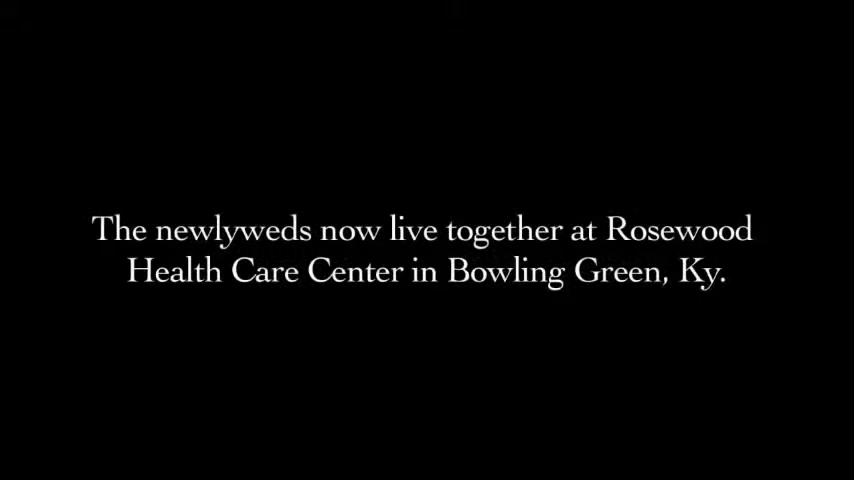 The newlyweds now live together at Rosewood
Health Care Center in Bowling Green, Ky.